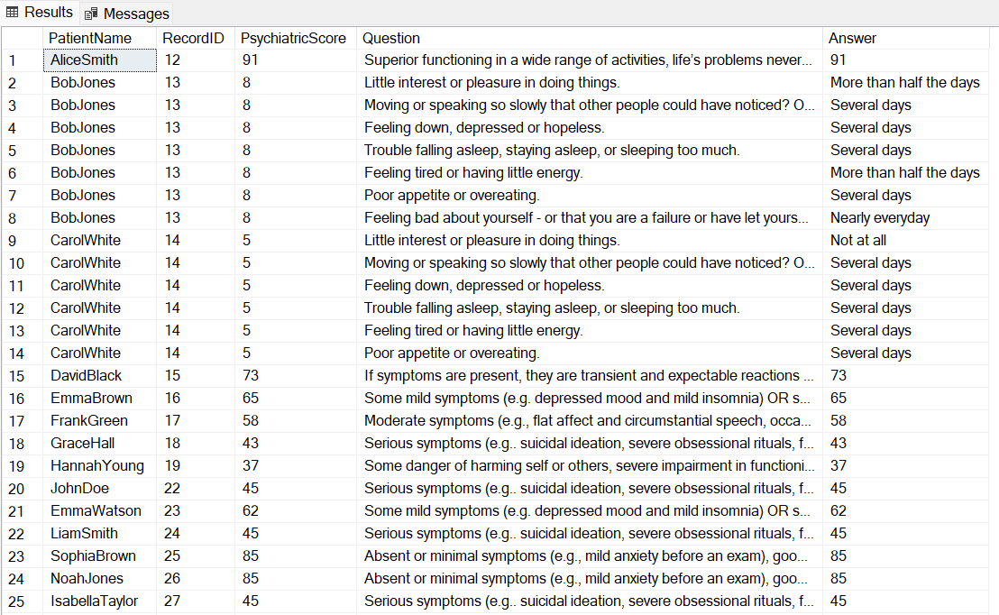 Results Messages
PatientName RecordID PsychiatricScore Question Answer
1 AliceSmith 12 91 Superior functioning in a wide range of activities, life’s problems never... 91
2 BobJones 13 8 Little interest or pleasure in doing things. More than half the days
3 BobJones 13 8 Moving or speaking so slowly that other people could have noticed? O... Several days
4 BobJones 13 8 Feeling down, depressed or hopeless. Several days
5 BobJones 13 8 Trouble falling asleep, staying asleep, or sleeping too much. Several days
6 BobJones 13 8 Feeling tired or having little energy. More than half the days
7 BobJones 13 8 Poor appetite or overeating. Several days
8 BobJones 13 8 Feeling bad about yourself - or that you are a failure or have let yours... Nearly everyday
9 CarolWhite 14 5 Little interest or pleasure in doing things. Not at all
10 CarolWhite 14 5 Moving or speaking so slowly that other people could have noticed? O... Several days
11 CarolWhite 14 5 Feeling down, depressed or hopeless. Several days
12 CarolWhite 14 5 Trouble falling asleep, staying asleep, or sleeping too much. Several days
13 CarolWhite 14 5 Feeling tired or having little energy. Several days
14 CarolWhite 14 5 Poor appetite or overeating. Several days
15 DavidBlack 15 73 If symptoms are present, they are transient and expectable reactions ... 73
16 EmmaBrown 16 65 Some mild symptoms (e.g. depressed mood and mild insomnia) OR s... 65
17 FrankGreen 17 58 Moderate symptoms (e.g., flat affect and circumstantial speech, occa... 58
18 GraceHall 18 43 Serious symptoms (e.g.. suicidal ideation, severe obsessional rituals, f... 43
19 HannahYoung 19 37 Some danger of harming self or others, severe impairment in functioni... 37
20 JohnDoe 22 45 Serious symptoms (e.g.. suicidal ideation, severe obsessional rituals, f... 45
21 EmmaWatson 23 62 Some mild symptoms (e.g. depressed mood and mild insomnia) OR s... 62
22 LiamSmith 24 45 Serious symptoms (e.g.. suicidal ideation, severe obsessional rituals, f... 45
23 SophiaBrown 25 85 Absent or minimal symptoms (e.g., mild anxiety before an exam), goo... 85
24 NoahJones 26 85 Absent or minimal symptoms (e.g., mild anxiety before an exam), goo... 85
25 IsabellaTaylor 27 45 Serious symptoms (e.g.. suicidal ideation, severe obsessional rituals, f... 45